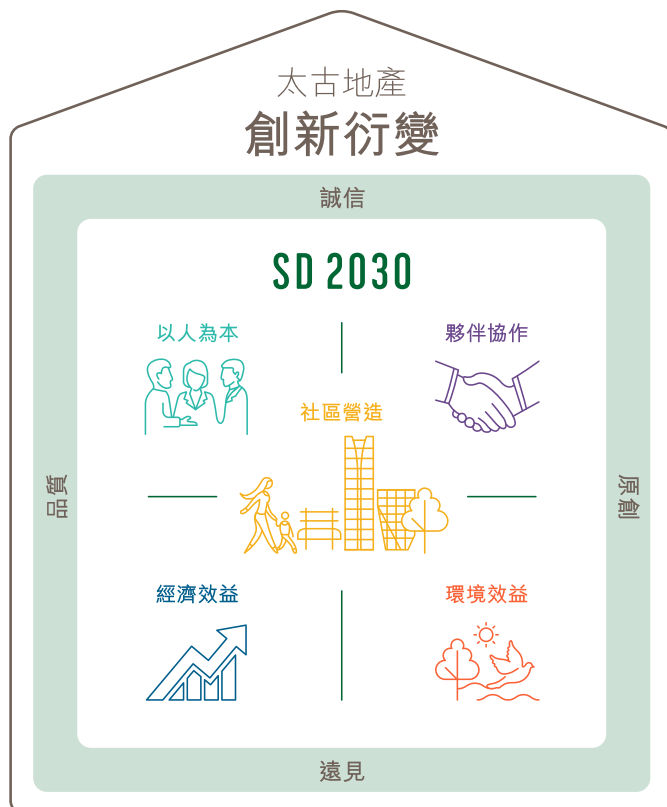 太古地產
創新衍變
誠信
SD 2030
以人為本
夥伴協作
社區營造
品質
原創
經濟效益
環境效益
遠見